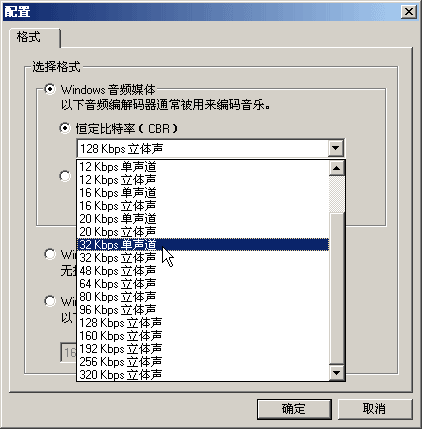 配置
格式
选择格式
Windows 音频媒体
以下音频编解码器通常被用来编码音乐。
恒定比特率 ( CBR )
128 Kbps 立体声
12 Kbps 单声道
12 Kbps 立体声
16 Kbps 单声道
16 Kbps 立体声
20 Kbps 单声道
20 Kbps 立体声
32 Kbps 单声道
32 Kbps 立体声
48 Kbps 立体声
64 Kbps 立体声
80 Kbps 立体声
96 Kbps 立体声
128 Kbps 立体声
160 Kbps 立体声
192 Kbps 立体声
256 Kbps 立体声
320 Kbps 立体声
Wi
无
Wi
以
16
确定
取消